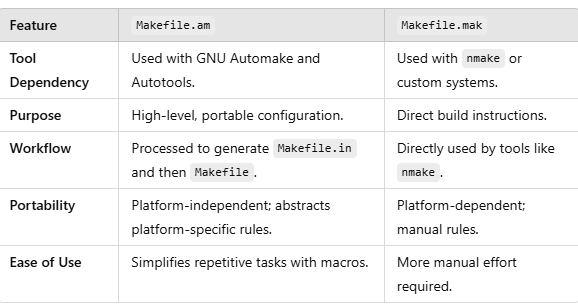 Feature Makefile.am Makefile.mak
Tool Used with GNU Automake and Used with nmake or
Dependency Autotools. custom systems.
Purpose High-level, portable configuration. Direct build instructions.
Workflow Processed to generate Makefile.in Directly used by tools like
and then Makefile. nmake.
Portability Platform-independent; abstracts Platform-dependent;
platform-specific rules. manual rules.
Ease of Use Simplifies repetitive tasks with macros. More manual effort
required.